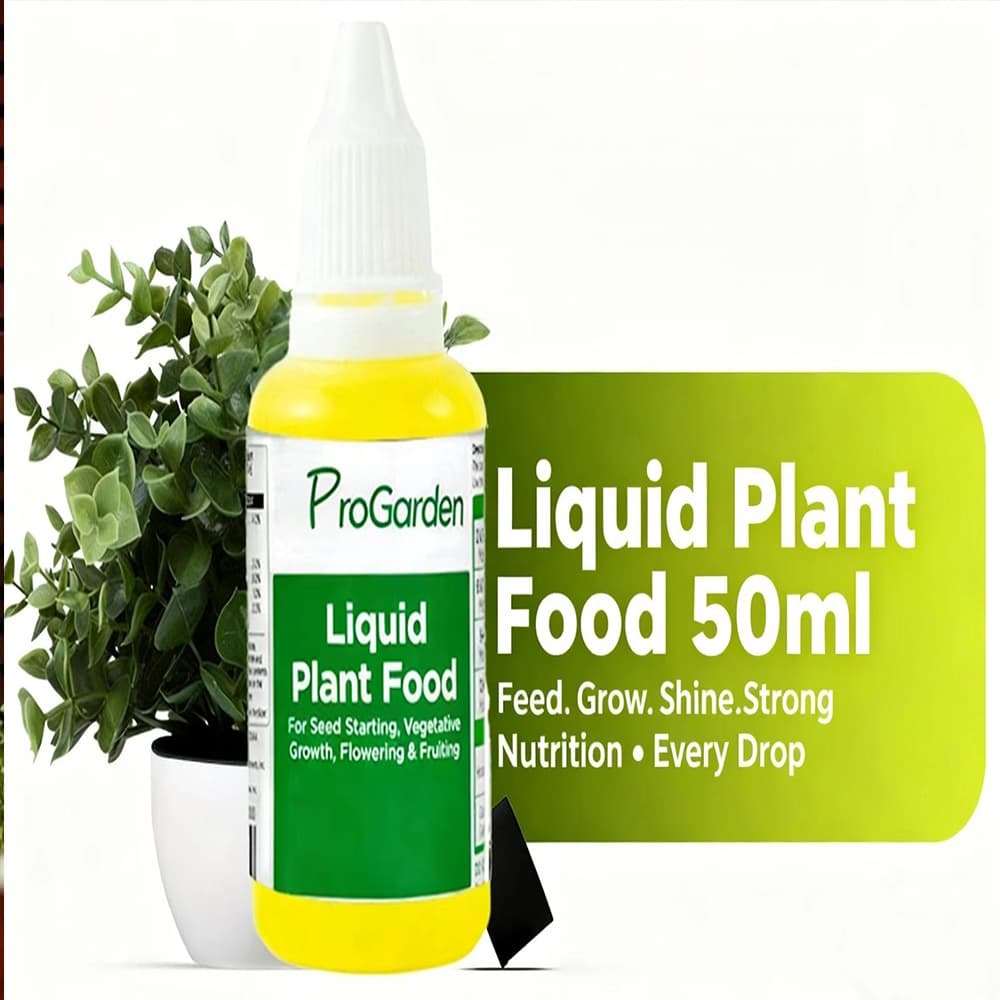 ProGarden
Liquid
Plant Food
For Seed Starting, Vegetative
Growth, Flowering & Fruiting
Liquid Plant
Food 50ml
Feed. Grow. Shine.Strong
Nutrition • Every Drop